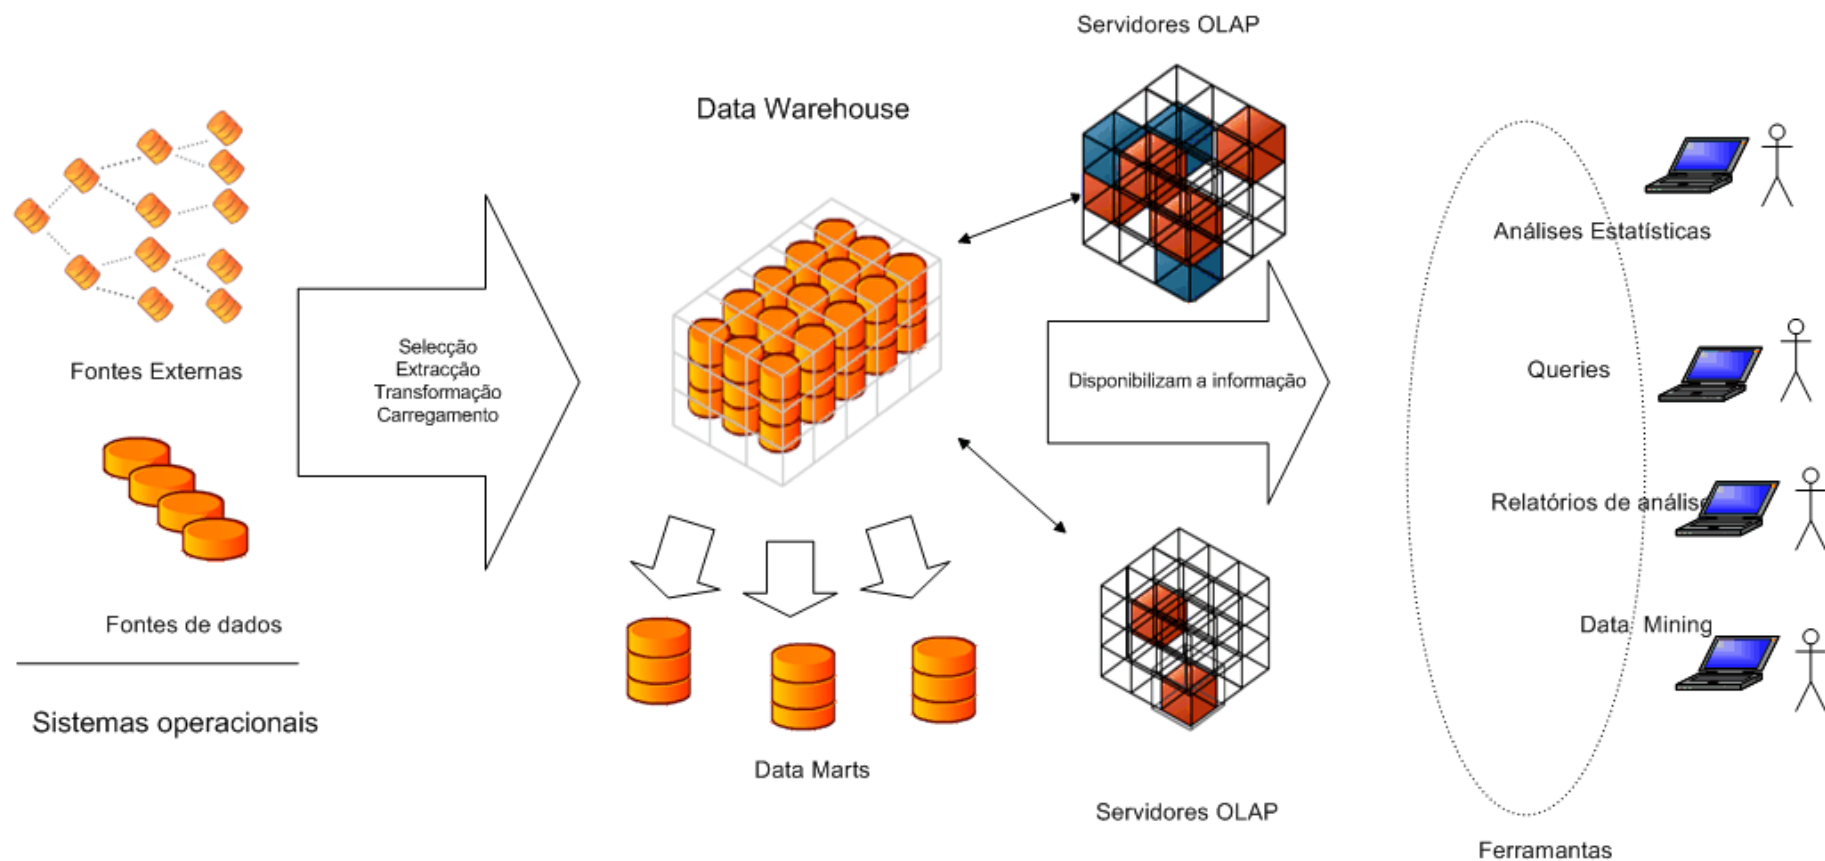 Servidores OLAP
Data Warehouse
Fontes Externas
Selecção
Extracção
Transformação
Carregamento
Disponibilizam a informação
Análises Estatísticas
Queries
Relatórios de análise
Data Mining
Fontes de dados
Sistemas operacionais
Data Marts
Servidores OLAP
Ferramantas